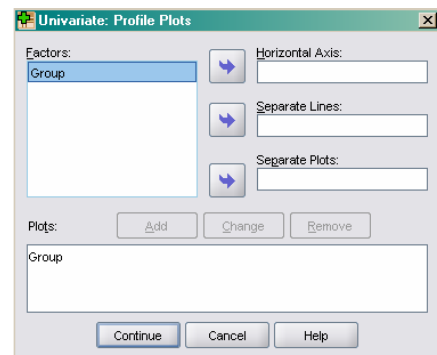 Univariate: Profile Plots
Factors:
Group
Horizontal Axis:
Separate Lines:
Separate Plots:
Plots:
Add
Change
Remove
Group
Continue
Cancel
Help